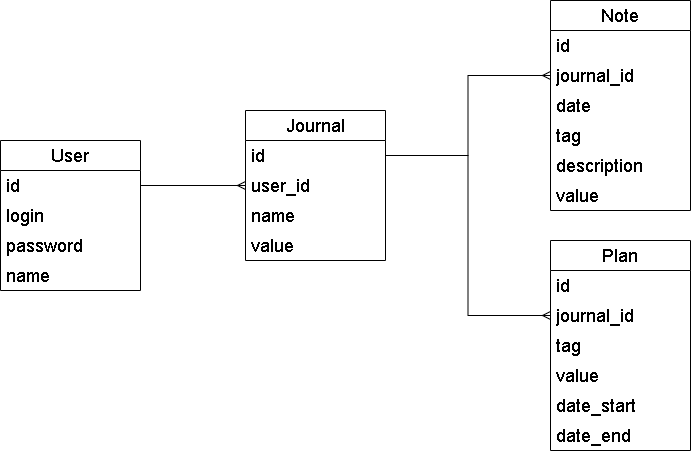 User
id
login
password
name
Journal
id
user_id
name
value
Note
id
journal_id
date
tag
description
value
Plan
id
journal_id
tag
value
date_start
date_end